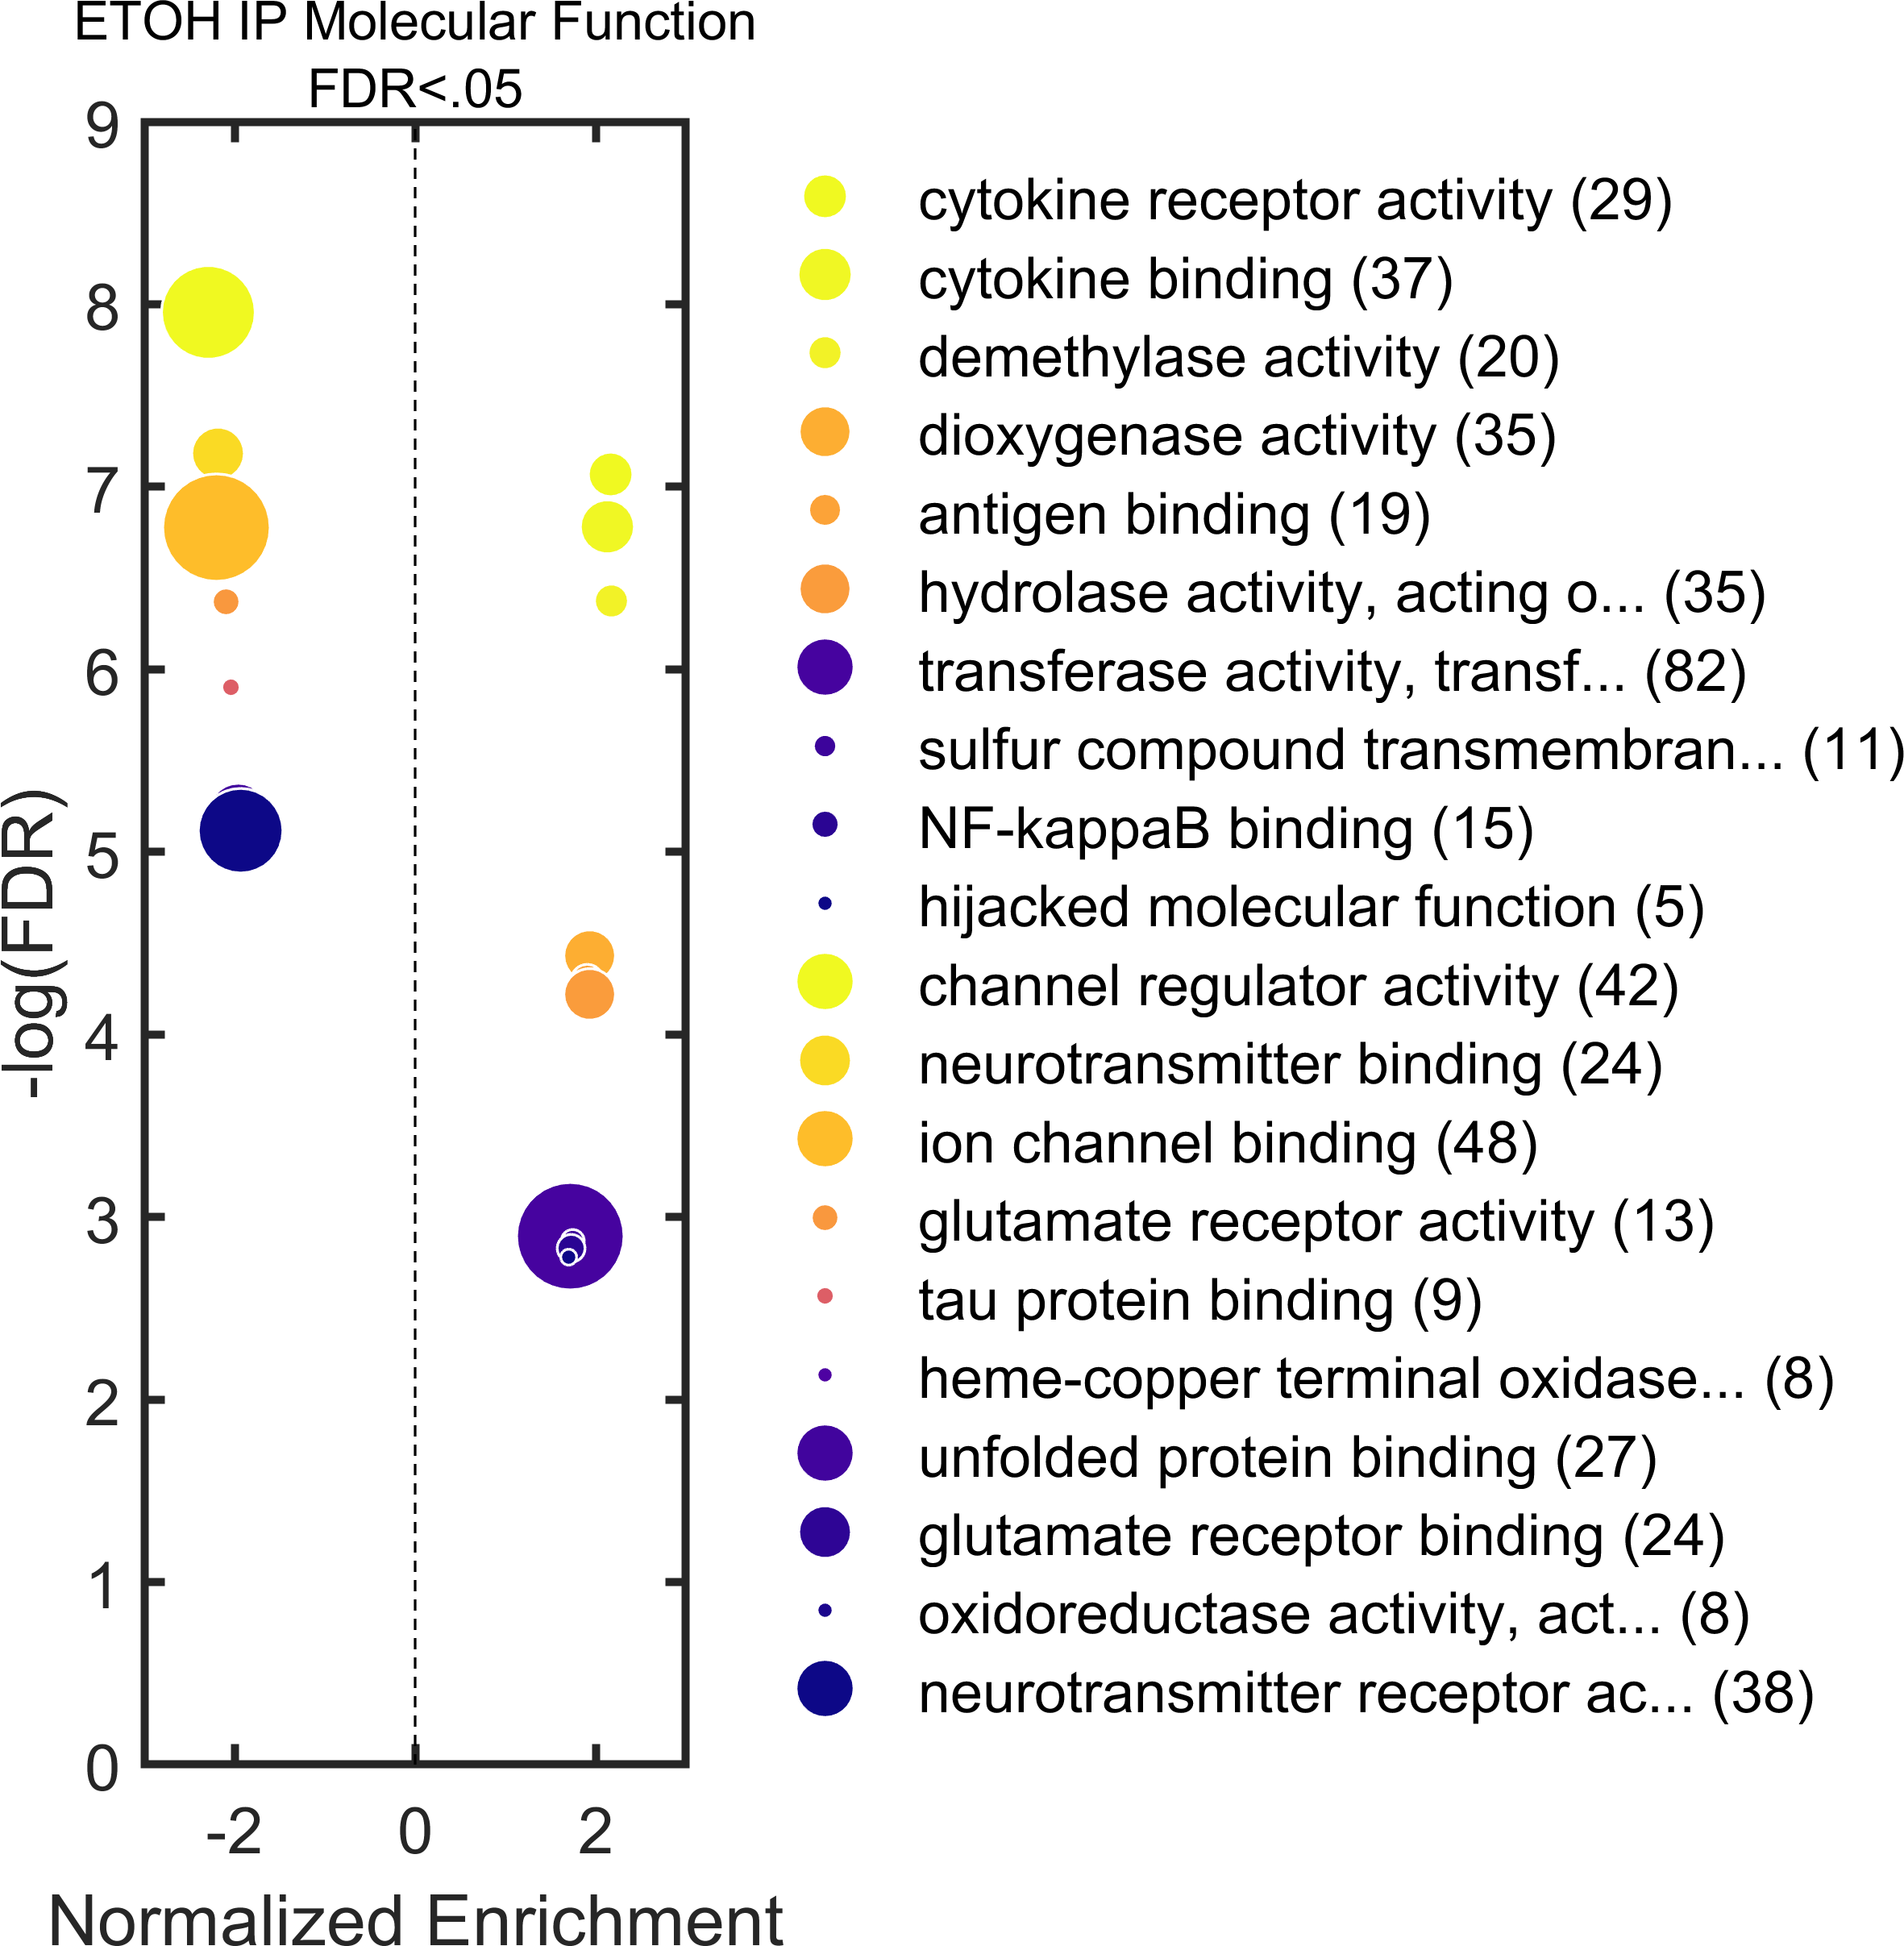 ETOH IP Molecular Function
FDR<.05
9
8
7
6
5
4
3
2
1
0
-log(FDR)
-2 0 2
Normalized Enrichment
cytokine receptor activity (29)
cytokine binding (37)
demethylase activity (20)
dioxygenase activity (35)
antigen binding (19)
hydrolase activity, acting o... (35)
transferase activity, transf... (82)
sulfur compound transmembran... (11)
NF-kappaB binding (15)
hijacked molecular function (5)
channel regulator activity (42)
neurotransmitter binding (24)
ion channel binding (48)
glutamate receptor activity (13)
tau protein binding (9)
heme-copper terminal oxidase... (8)
unfolded protein binding (27)
glutamate receptor binding (24)
oxidoreductase activity, act... (8)
neurotransmitter receptor ac... (38)